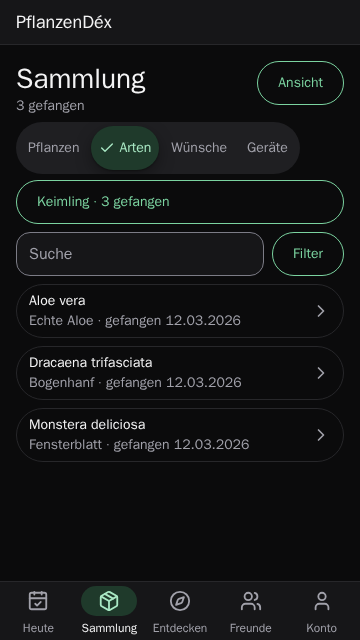 PflanzenDéx
Sammlung
3 gefangen
Ansicht
Pflanzen
Arten
Wünsche
Geräte
Keimling · 3 gefangen
Suche
Filter
Aloe vera
Echte Aloe · gefangen 12.03.2026
Dracaena trifasciata
Bogenhanf · gefangen 12.03.2026
Monstera deliciosa
Fensterblatt · gefangen 12.03.2026
Heute
Sammlung
Entdecken
Freunde
Konto